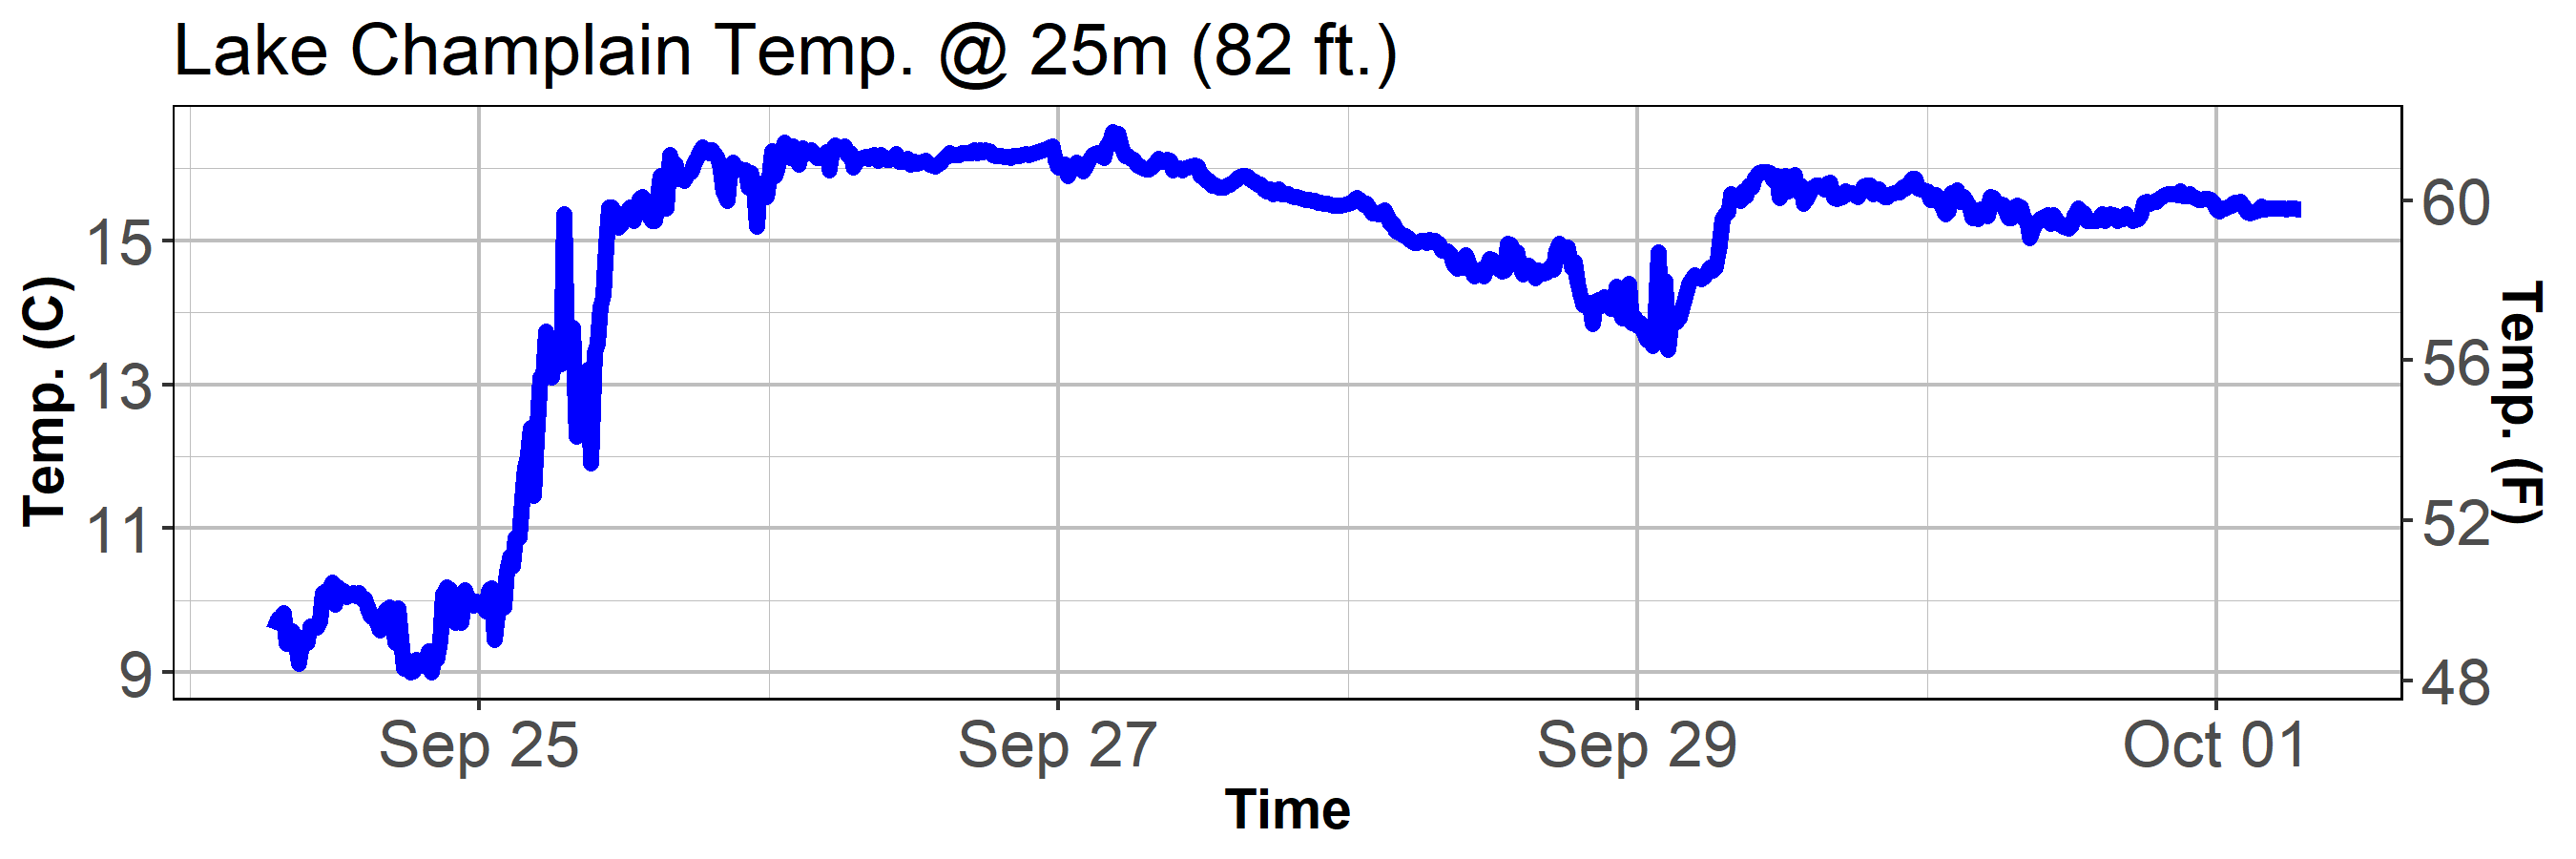 Lake Champlain Temp. @ 25m (82 ft.)
Temp. (C)
15
13
11
9
60
56
52
48
Temp. (F)
Sep 25
Sep 27
Sep 29
Oct 01
Time